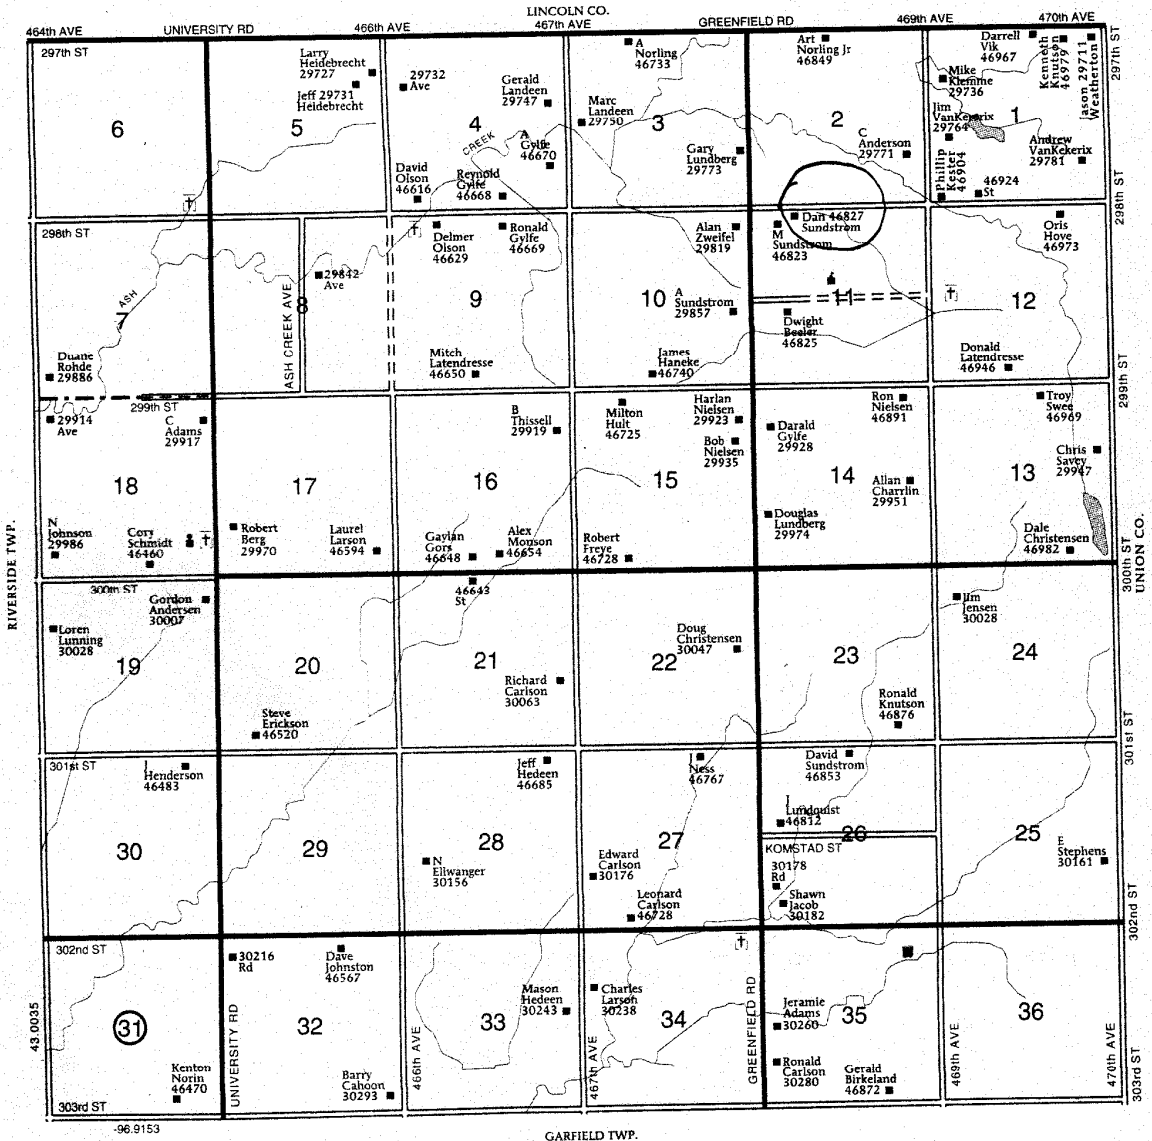 LINCOLN CO.
464th AVE
UNIVERSITY RD
466th AVE
467th AVE
GREENFIELD RD
469th AVE
470th AVE
297th ST
297th ST
6
Larry
Heidebrecht
29727
Jeff 29731
Heidebrecht
5
29732
Ave
Gerald
Landeen
29747
4
CREEK
A
Gylfe
46670
David
Olson
46616
Reynold
Gylfe
46668
A
Norling
46733
Marc
Landeen
29750
3
Gary
Lundberg
29773
Art
Norling Jr
46849
2
C
Anderson
29771
Darrell
Vik
46967
Kenneth
Knutson
46979
Jason 29711
Weatherton
Mike
Klemme
29736
Jim
VanKekerix
29764
1
Andrew
VanKekerix
29781
Phillip
Kester
46904
46924
St
298th ST
298th ST
ASH
7
Duane
Rohde
29886
ASH CREEK AVE
8
29842
Ave
Delmer
Olson
46629
Ronald
Gylfe
46669
9
Mitch
Latendresse
46650
Alan
Zweifel
29819
10
A
Sundstrom
29857
James
Haneke
46740
Dan 46827
Sundstrom
M
Sundstrom
46823
11
Dwight
Beeler
46825
Oris
Hove
46973
12
Donald
Latendresse
46946
299th ST
299th ST
29914
Ave
C
Adams
29917
18
N
Johnson
29986
Cory
Schmidt
46460
17
Robert
Berg
29970
Laurel
Larson
46594
B
Thissell
29919
16
Gaylan
Gors
46648
Alex
Monson
46654
Milton
Hult
46725
Harlan
Nielsen
29923
Bob
Nielsen
29935
15
Robert
Freye
46728
Darald
Gylfe
29928
Ron
Nielsen
46891
14
Allan
Charrlin
29951
Douglas
Lundberg
29974
Troy
Swee
46969
Chris
Savey
29947
13
Dale
Christensen
46982
RIVERSIDE TWP.
UNION CO.
300th ST
300th ST
Gordon
Andersen
30007
Loren
Lunning
30028
19
20
Steve
Erickson
46520
46643
St
21
Richard
Carlson
30063
Doug
Christensen
30047
22
23
Ronald
Knutson
46876
Jim
Jensen
30028
24
301st ST
301st ST
J
Henderson
46483
30
29
Jeff
Hedeen
46685
28
N
Ellwanger
30156
J
Ness
46767
27
Edward
Carlson
30176
Leonard
Carlson
46728
David
Sundstrom
46853
J
Lundquist
46812
26
KOMSTAD ST
30178
Rd
Shawn
Jacob
30182
25
E
Stephens
30161
302nd ST
302nd ST
43.0035
31
Kenton
Norin
46470
303rd ST
30216
Rd
Dave
Johnston
46567
UNIVERSITY RD
32
Barry
Cahoon
30293
466th AVE
33
Mason
Hedeen
30243
467th AVE
Charles
Larson
30238
34
GREENFIELD RD
Jeramie
Adams
30260
35
Ronald
Carlson
30280
Gerald
Birkeland
46872
469th AVE
36
470th AVE
303rd ST
-96.9153
GARFIELD TWP.